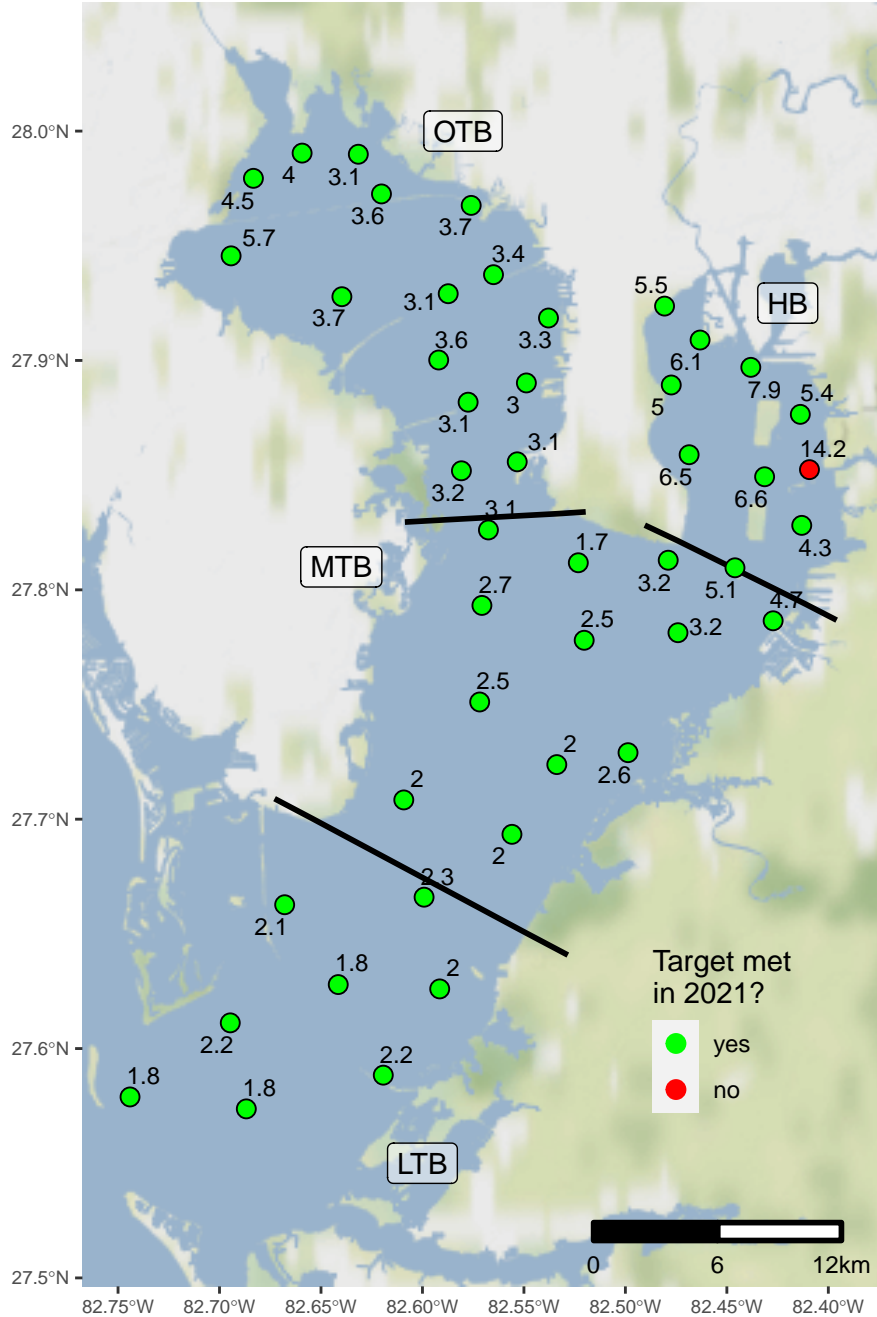 OTB
28.0°N
4
3.1
4.5
3.6
3.7
5.7
3.4
3.1
3.7
3.3
5.5
HB
27.9°N
3.6
6.1
5
7.9
5.4
3
3.1
14.2
3.1
6.5
6.6
3.2
3.1
4.3
MTB
1.7
3.2
5.1
27.8°N
2.7
4.7
2.5
3.2
2.5
2
2.6
2
27.7°N
2
2.3
2.1
Target met
in 2021?
1.8
2
yes
2.2
27.6°N
2.2
1.8
1.8
no
LTB
0 6 12km
27.5°N
82.75°W 82.70°W 82.65°W 82.60°W 82.55°W 82.50°W 82.45°W 82.40°W